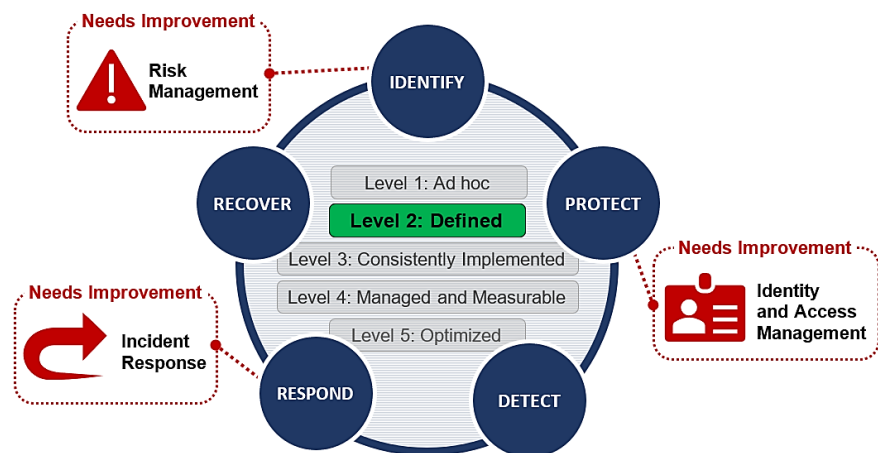 Needs Improvement
Risk
Management
IDENTIFY
RECOVER
PROTECT
Level 1: Ad hoc
Level 2: Defined
Level 3: Consistently Implemented
Level 4: Managed and Measurable
Level 5: Optimized
Needs Improvement
Identity
and Access
Management
Needs Improvement
Incident
Response
RESPOND
DETECT